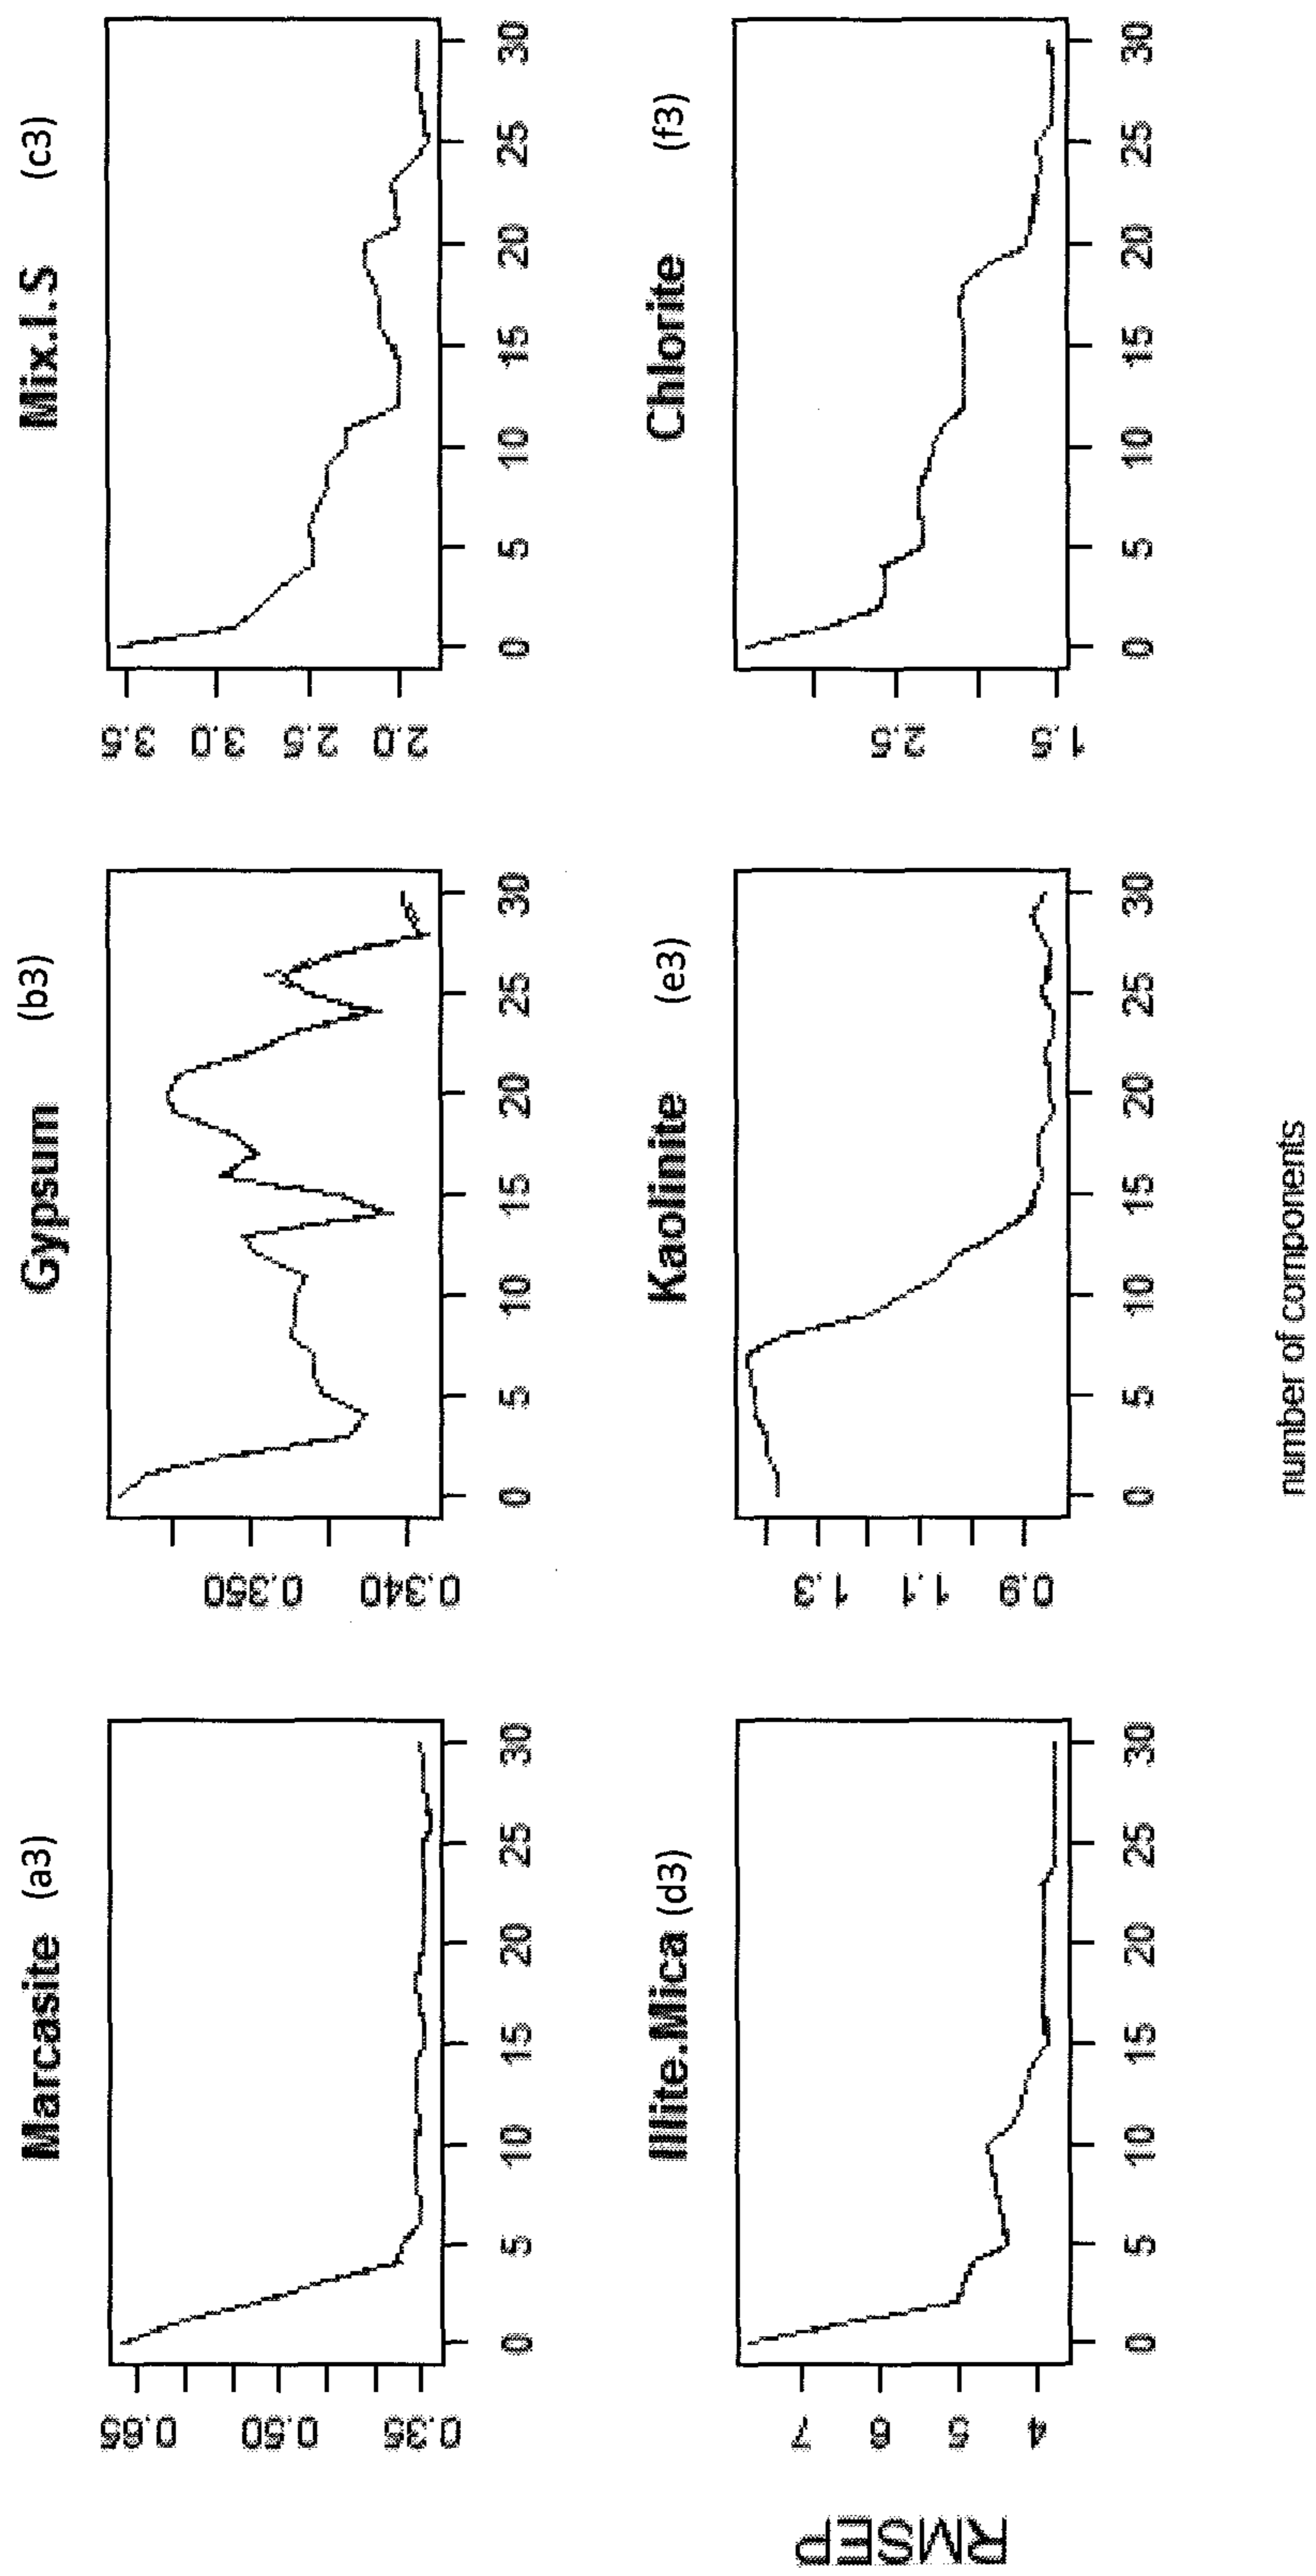 Marcasite (a3)
0.65 0.50 0.35
0 5 10 15 20 25 30
Gypsum (b3)
0.350 0.340
0 5 10 15 20 25 30
Mix.I.S (c3)
3.5 3.0 2.5 2.0
0 5 10 15 20 25 30
Illite.Mica (d3)
7 6 5 4
0 5 10 15 20 25 30
Kaolinite (e3)
1.3 1.1 0.9
0 5 10 15 20 25 30
Chlorite (f3)
2.5 1.5
0 5 10 15 20 25 30
RMSEP
number of components